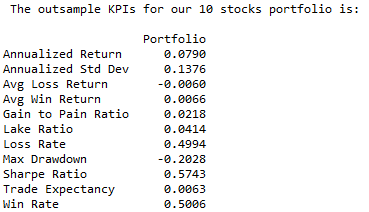 The outsample KPIs for our 10 stocks portfolio is:
Portfolio
Annualized Return 0.0790
Annualized Std Dev 0.1376
Avg Loss Return -0.0060
Avg Win Return 0.0066
Gain to Pain Ratio 0.0218
Lake Ratio 0.0414
Loss Rate 0.4994
Max Drawdown -0.2028
Sharpe Ratio 0.5743
Trade Expectancy 0.0063
Win Rate 0.5006